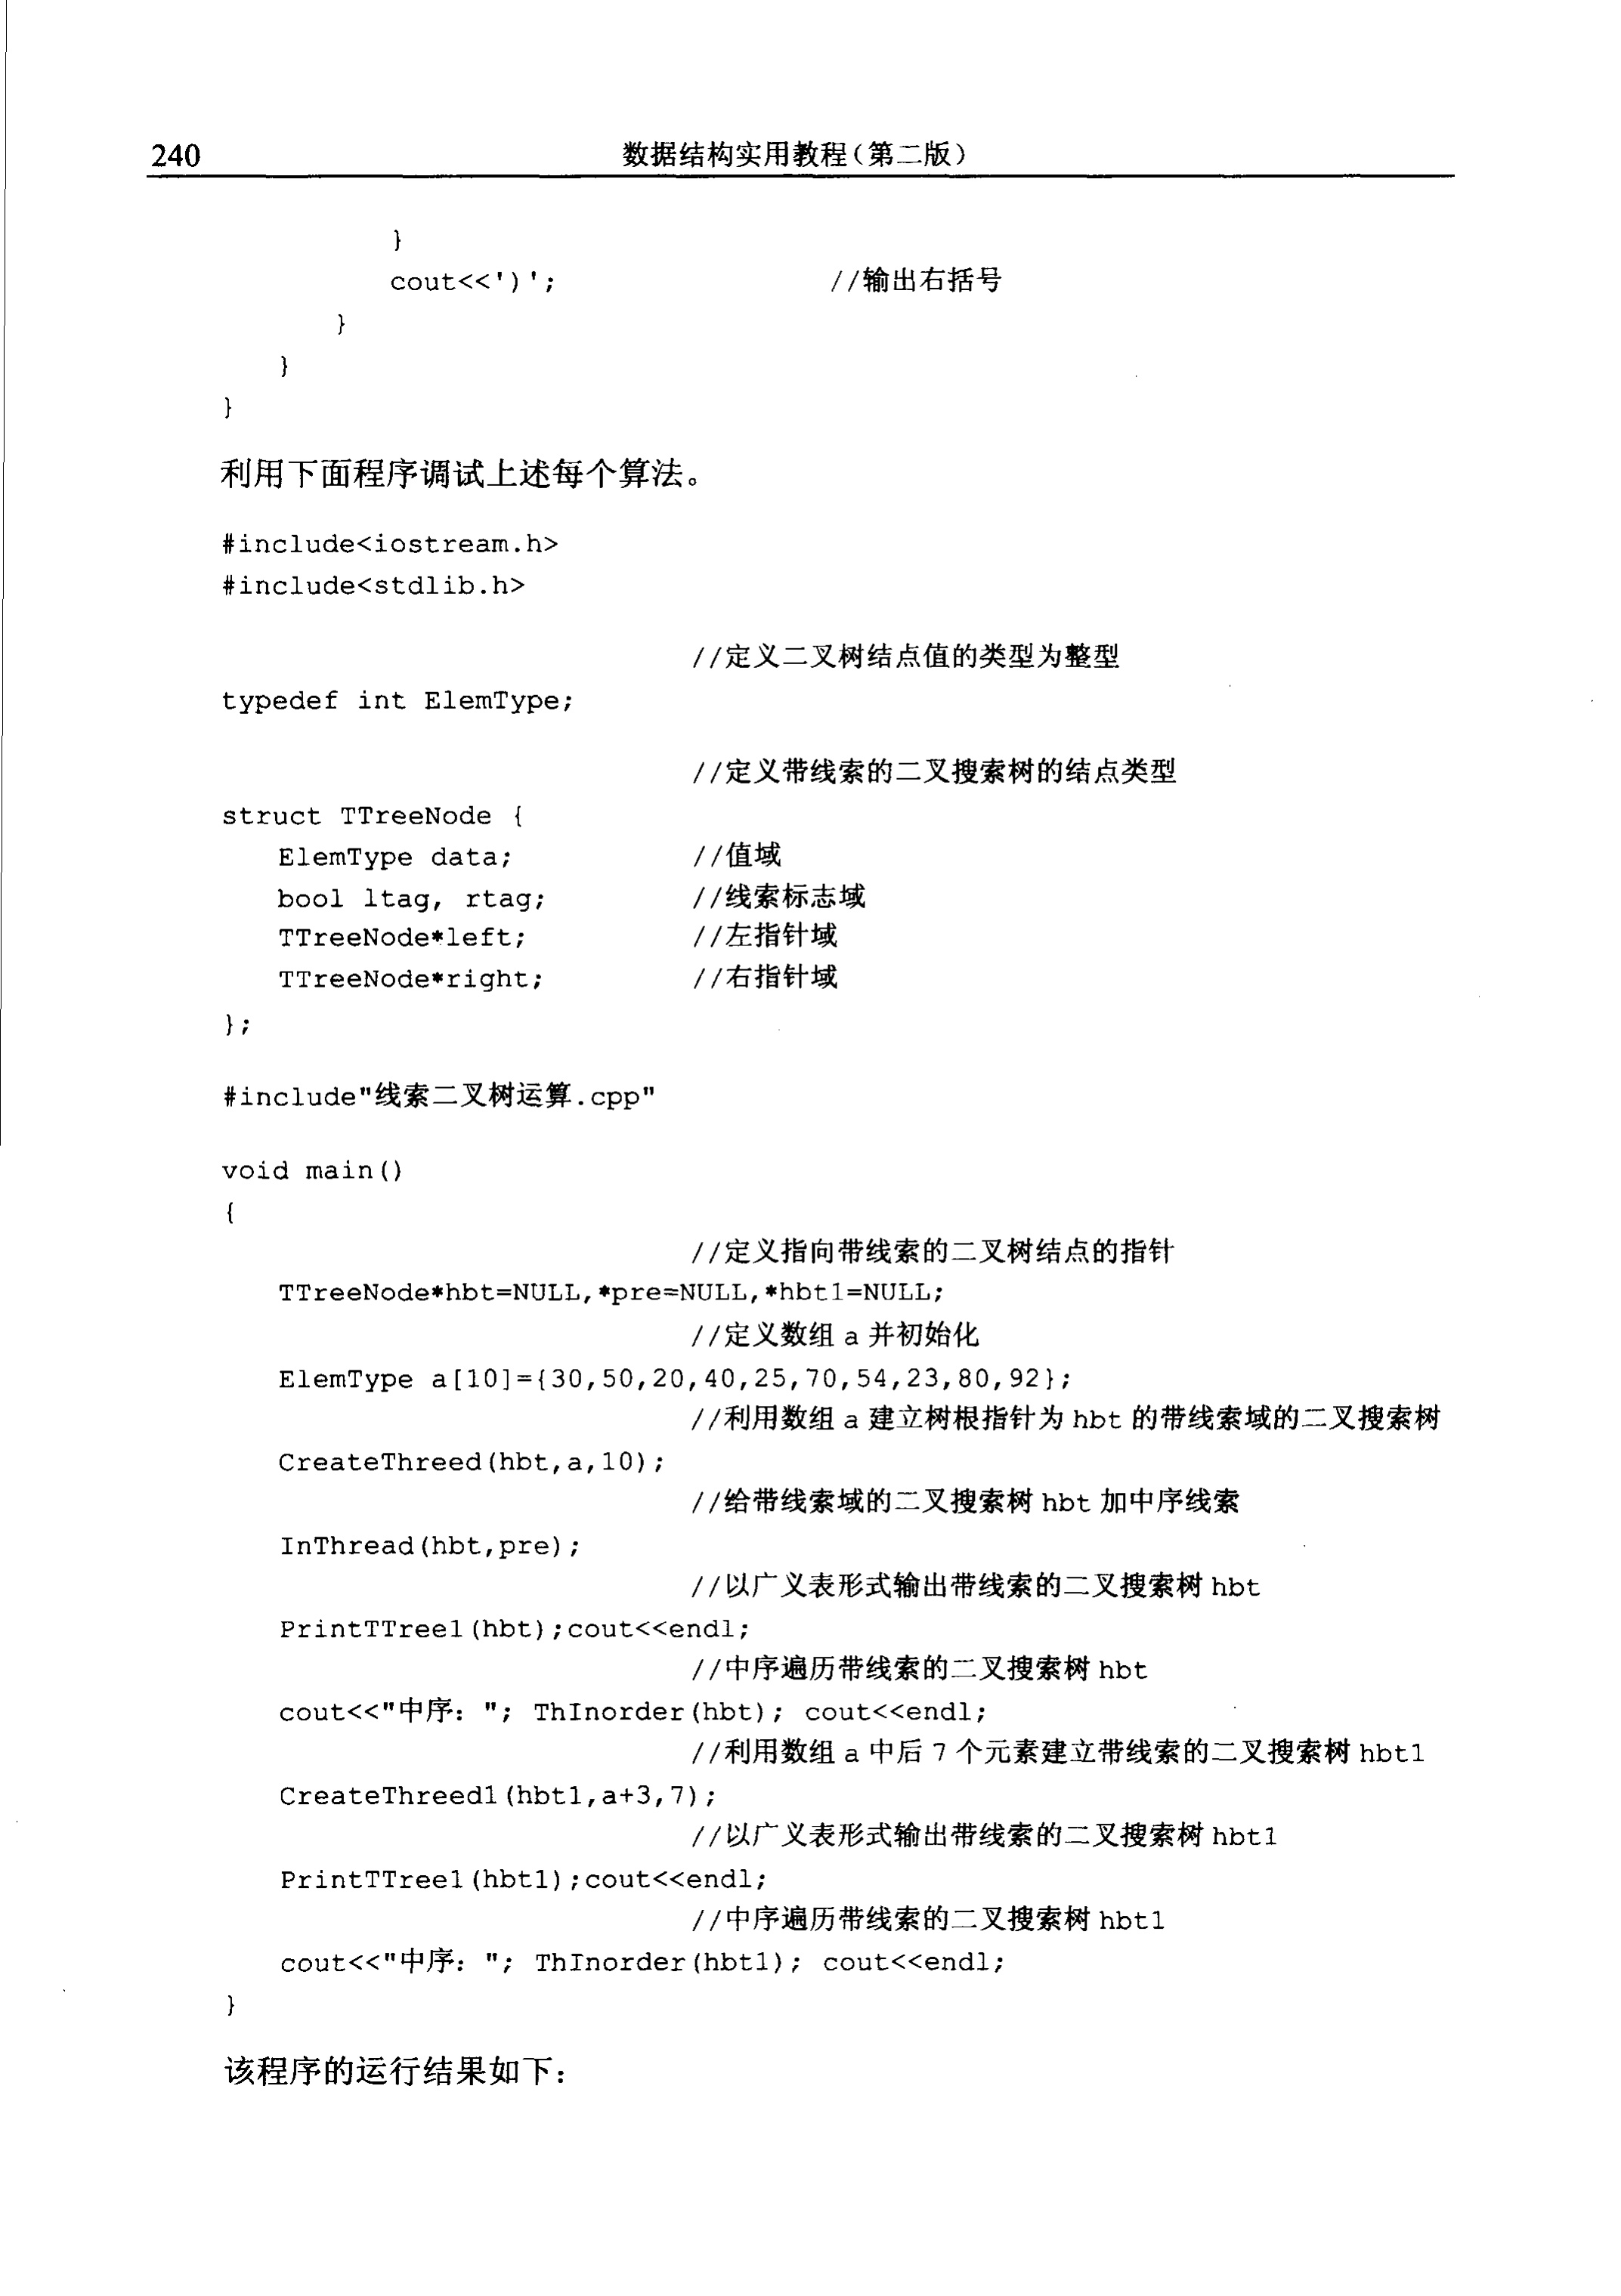 240
数据结构实用教程(第二版)
}
cout<<')'; //输出右括号
}
}
}
利用下面程序调试上述每个算法。
#include<iostream.h>
#include<stdlib.h>
//定义二叉树结点值的类型为整型
typedef int ElemType;
//定义带线索的二叉搜索树的结点类型
struct TTreeNode {
ElemType data; //值域
bool ltag, rtag; //线索标志域
TTreeNode*left; //左指针域
TTreeNode*right; //右指针域
};
#include"线索二叉树运算.cpp"
void main()
{
//定义指向带线索的二叉树结点的指针
TTreeNode*hbt=NULL,*pre=NULL,*hbt1=NULL;
//定义数组 a 并初始化
ElemType a[10]={30,50,20,40,25,70,54,23,80,92};
//利用数组 a 建立树根指针为 hbt 的带线索域的二叉搜索树
CreateThreed(hbt,a,10);
//给带线索域的二叉搜索树 hbt 加中序线索
InThread(hbt,pre);
//以广义表形式输出带线索的二叉搜索树 hbt
PrintTTree1(hbt);cout<<endl;
//中序遍历带线索的二叉搜索树 hbt
cout<<"中序: "; ThInorder(hbt); cout<<endl;
//利用数组 a 中后 7 个元素建立带线索的二叉搜索树 hbt1
CreateThreed1(hbt1,a+3,7);
//以广义表形式输出带线索的二叉搜索树 hbt1
PrintTTree1(hbt1);cout<<endl;
//中序遍历带线索的二叉搜索树 hbt1
cout<<"中序: "; ThInorder(hbt1); cout<<endl;
}
该程序的运行结果如下: